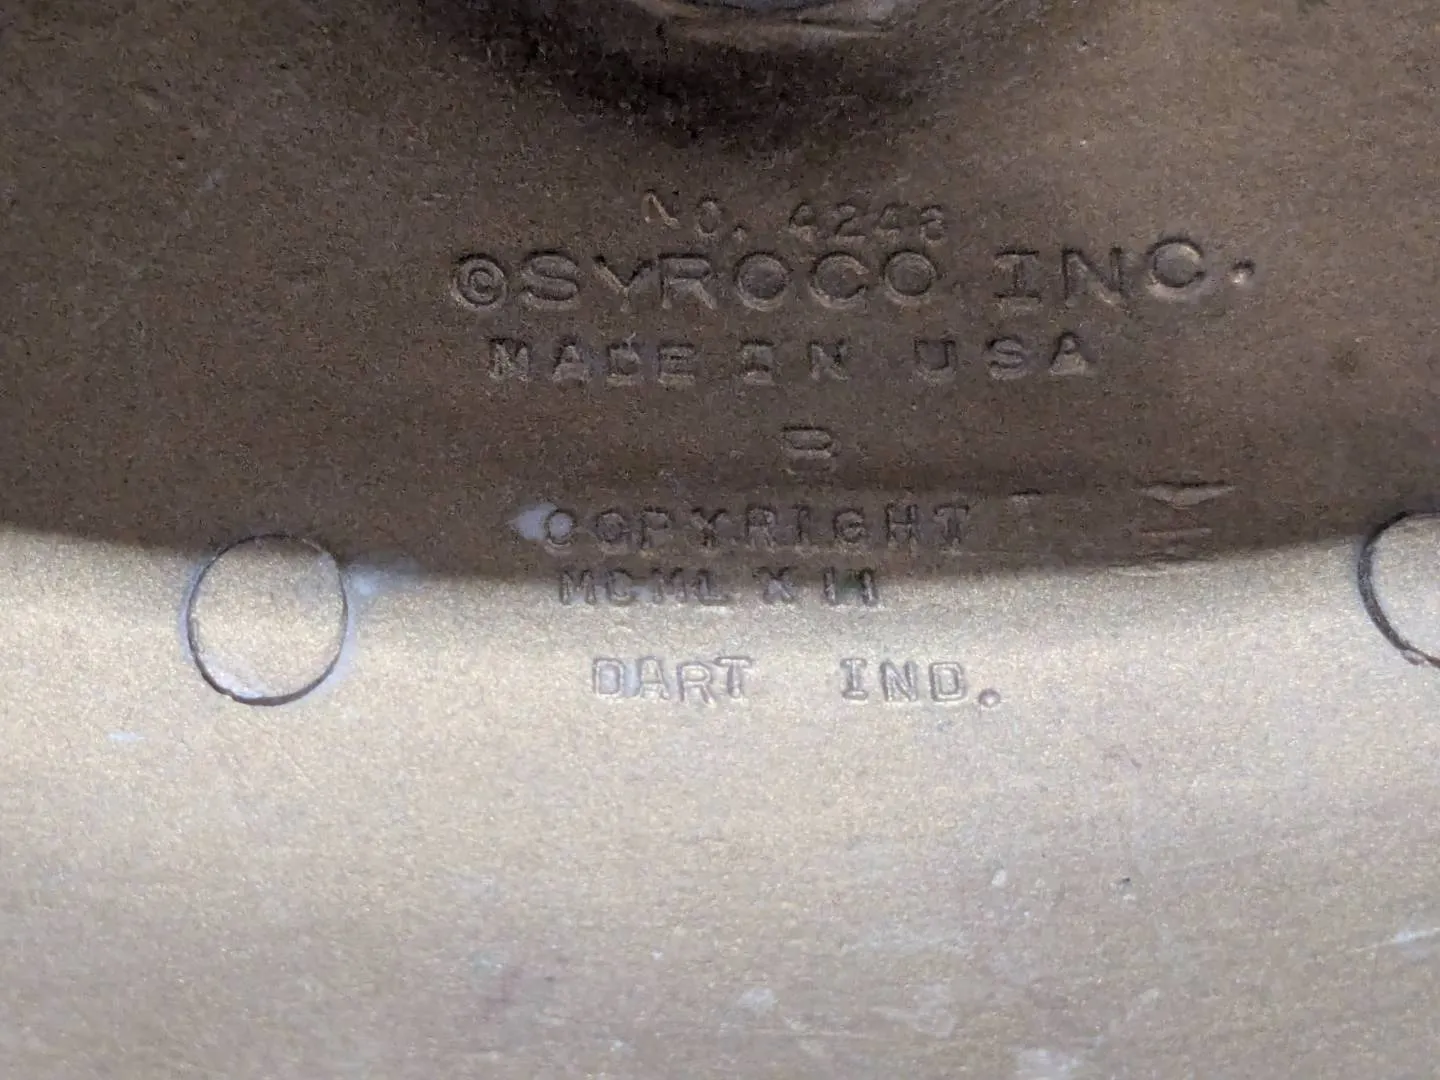 NO. 4248
©SYROCO, INC.
MADE IN USA
B
COPYRIGHT
MCMLXII
DART IND.